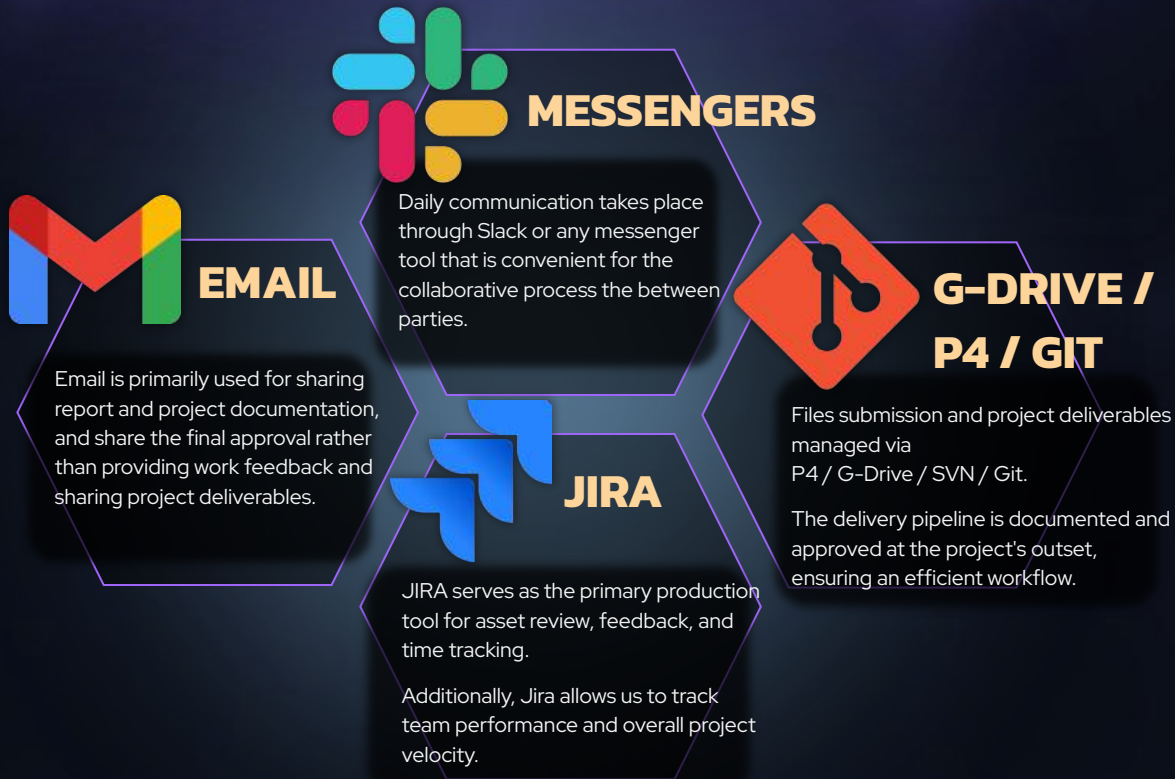 MESSENGERS
Daily communication takes place
through Slack or any messenger
tool that is convenient for the
collaborative process the between
parties.
EMAIL
Email is primarily used for sharing
report and project documentation,
and share the final approval rather
than providing work feedback and
sharing project deliverables.
G-DRIVE /
P4 / GIT
Files submission and project deliverables
managed via
P4 / G-Drive / SVN / Git.
The delivery pipeline is documented and
approved at the project's outset,
ensuring an efficient workflow.
JIRA
JIRA serves as the primary production
tool for asset review, feedback, and
time tracking.
Additionally, Jira allows us to track
team performance and overall project
velocity.